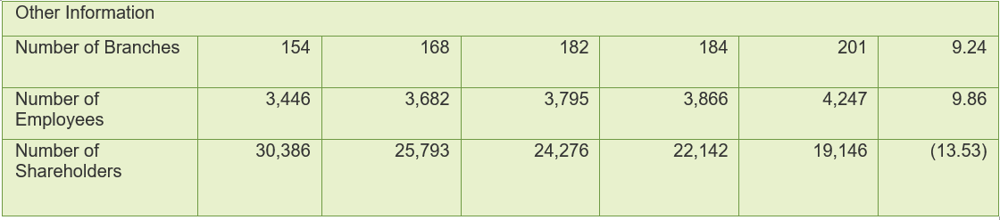 Other Information
Number of Branches 154 168 182 184 201 9.24
Number of 3,446 3,682 3,795 3,866 4,247 9.86
Employees
Number of 30,386 25,793 24,276 22,142 19,146 (13.53)
Shareholders